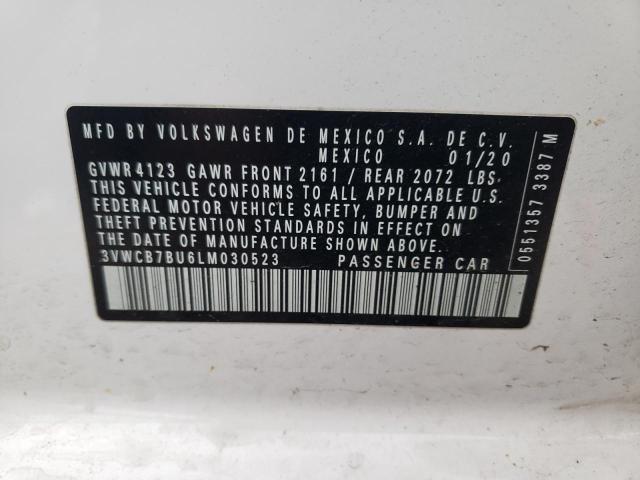 MFD BY VOLKSWAGEN DE MEXICO S.A. DE C.V.
MEXICO 01/20
GVWR 4123 GAWR FRONT 2161 / REAR 2072 LBS.
THIS VEHICLE CONFORMS TO ALL APPLICABLE U.S.
FEDERAL MOTOR VEHICLE SAFETY, BUMPER AND
THEFT PREVENTION STANDARDS IN EFFECT ON
THE DATE OF MANUFACTURE SHOWN ABOVE.
3VWCB7BU6LM030523 PASSENGER CAR
0551357 3387 M